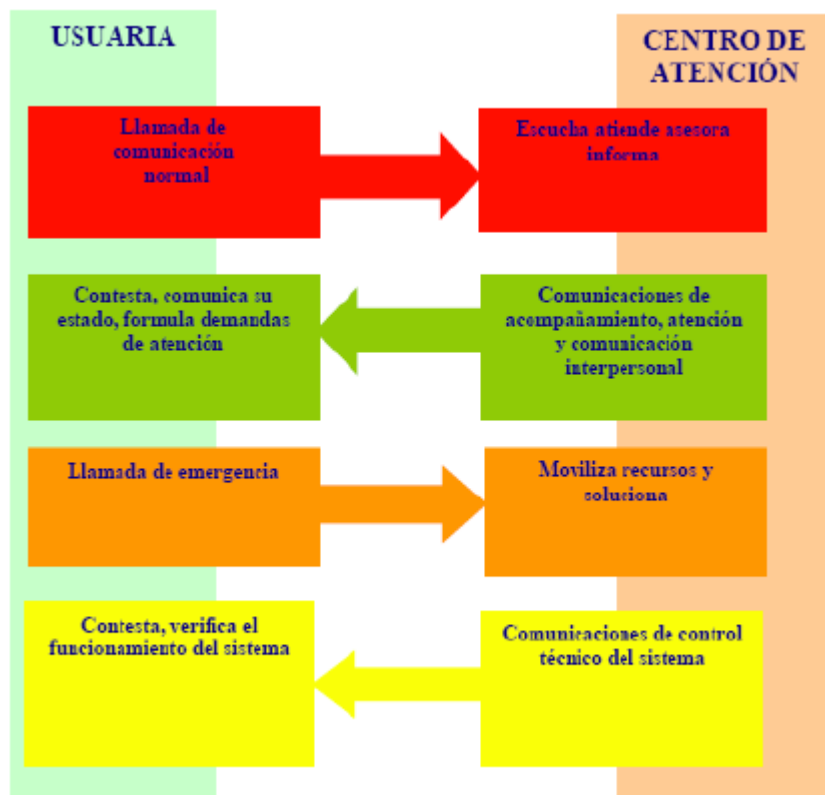 USUARIA
CENTRO DE
ATENCIÓN
Llamada de
comunicación
normal
Escucha atiende asesora
informa
Contesta, comunica su
estado, formula demandas
de atención
Comunicaciones de
acompañamiento, atención
y comunicación
interpersonal
Llamada de emergencia
Moviliza recursos y
soluciona
Contesta, verifica el
funcionamiento del sistema
Comunicaciones de control
técnico del sistema